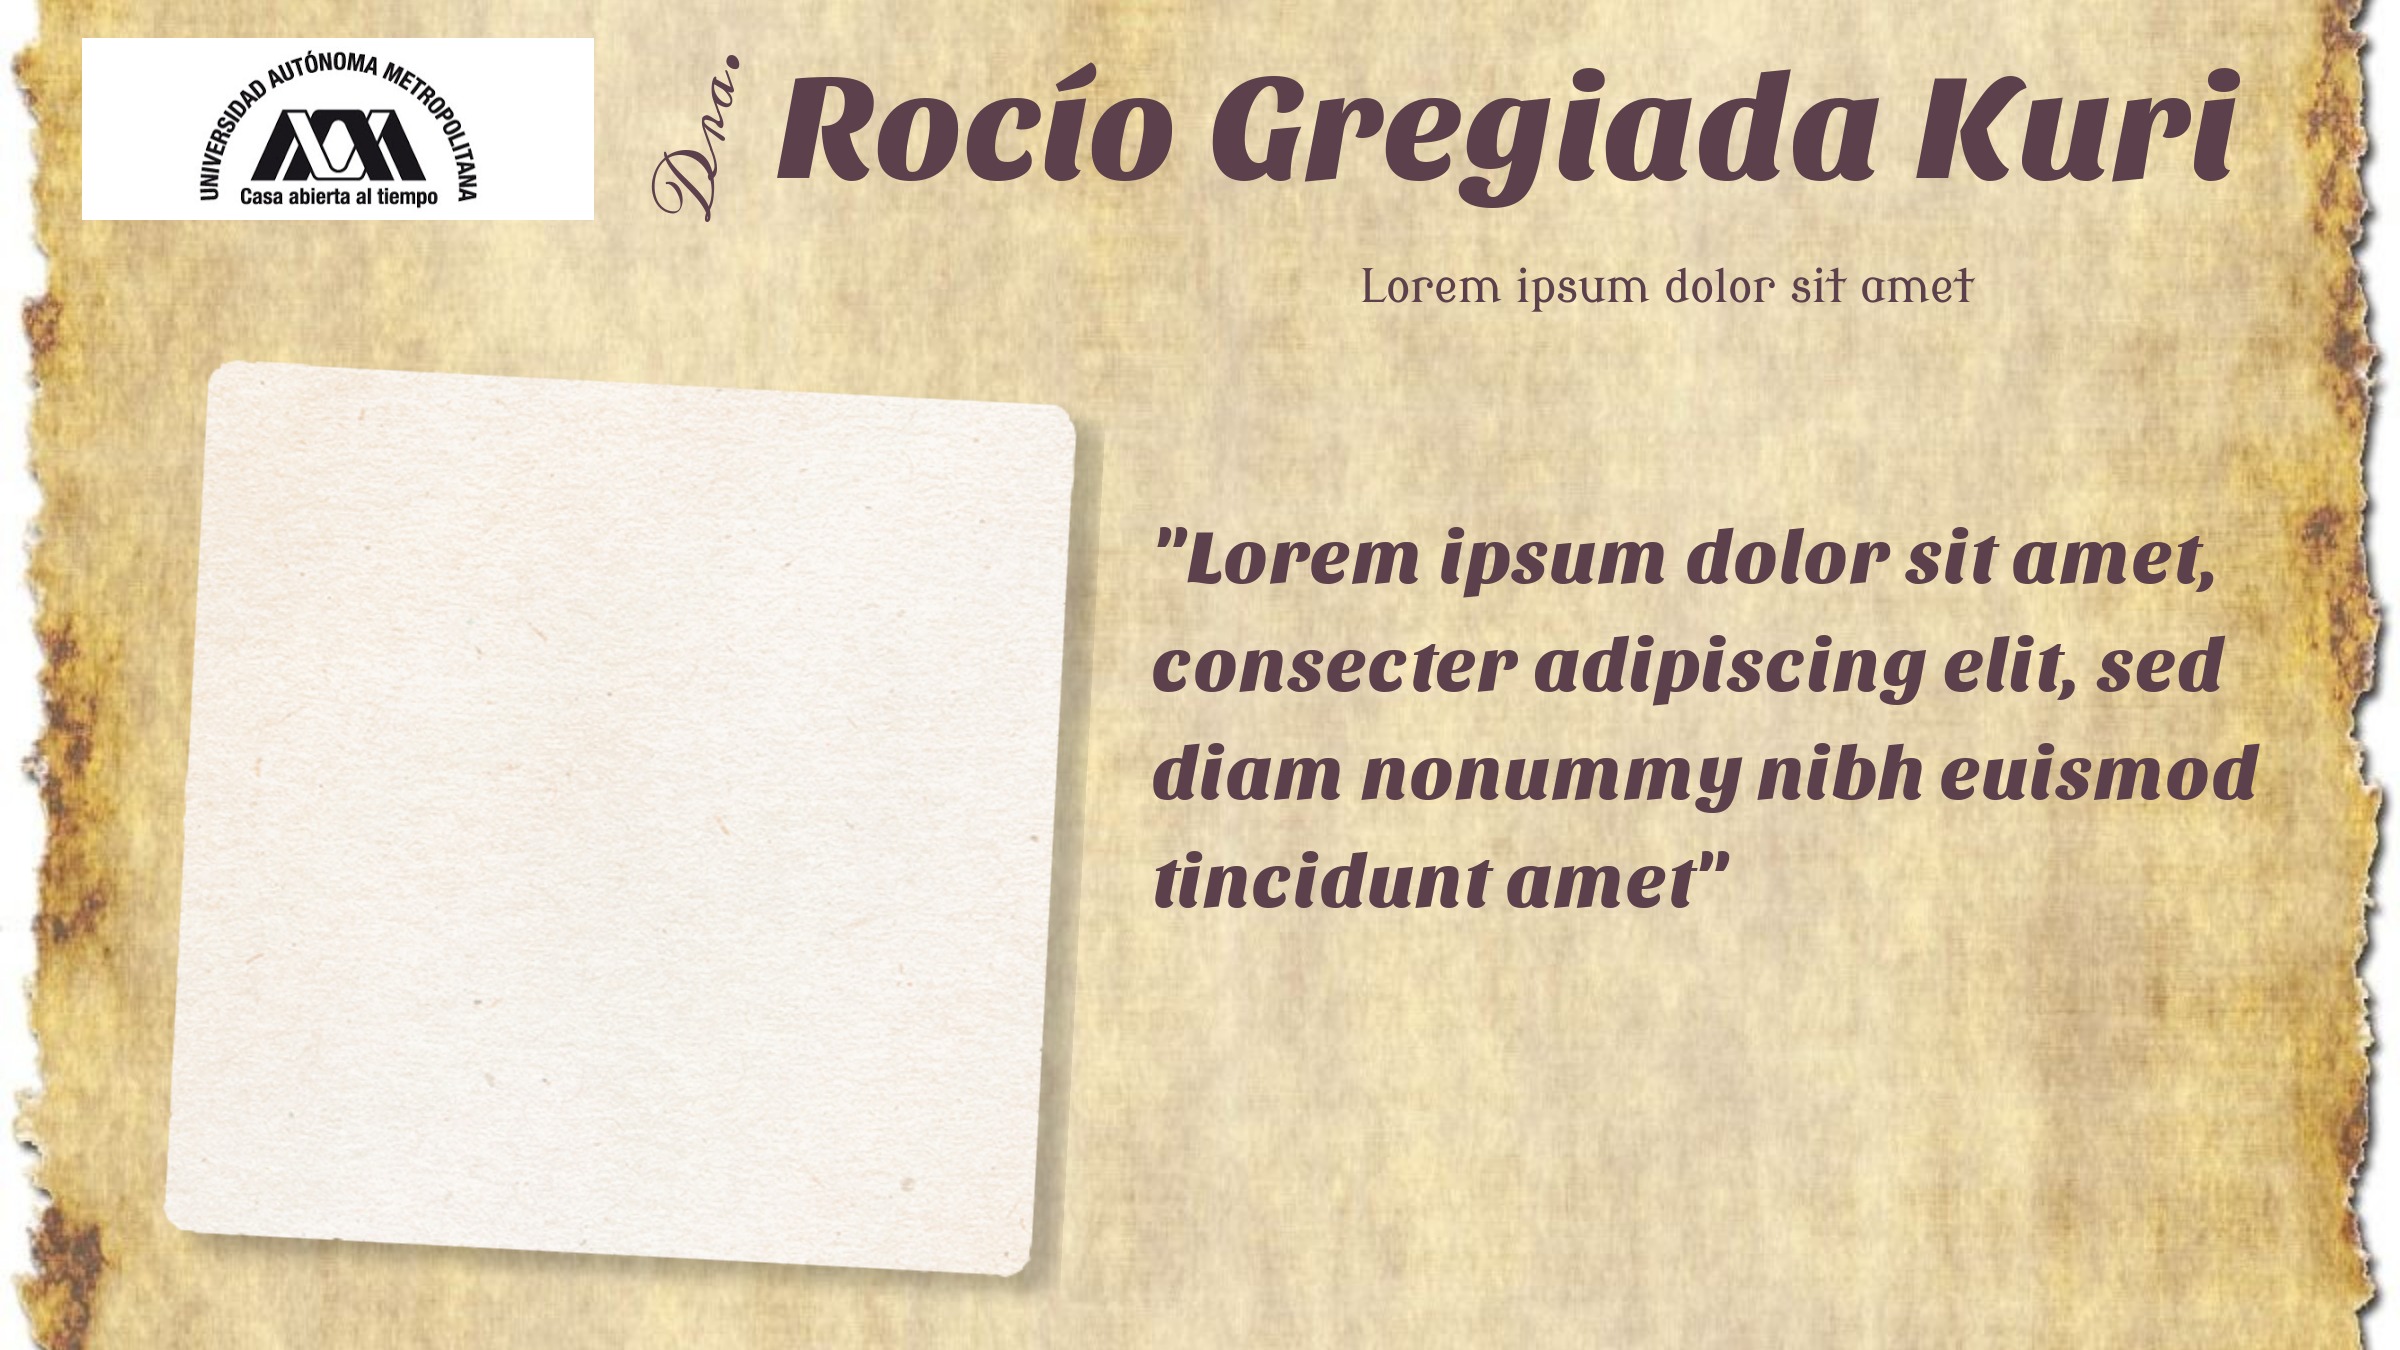 UNIVERSIDAD AUTÓNOMA METROPOLITANA
Casa abierta al tiempo
Dna.
Rocío Gregiada Kuri
Lorem ipsum dolor sit amet
"Lorem ipsum dolor sit amet,
consecter adipiscing elit, sed
diam nonummy nibh euismod
tincidunt amet"